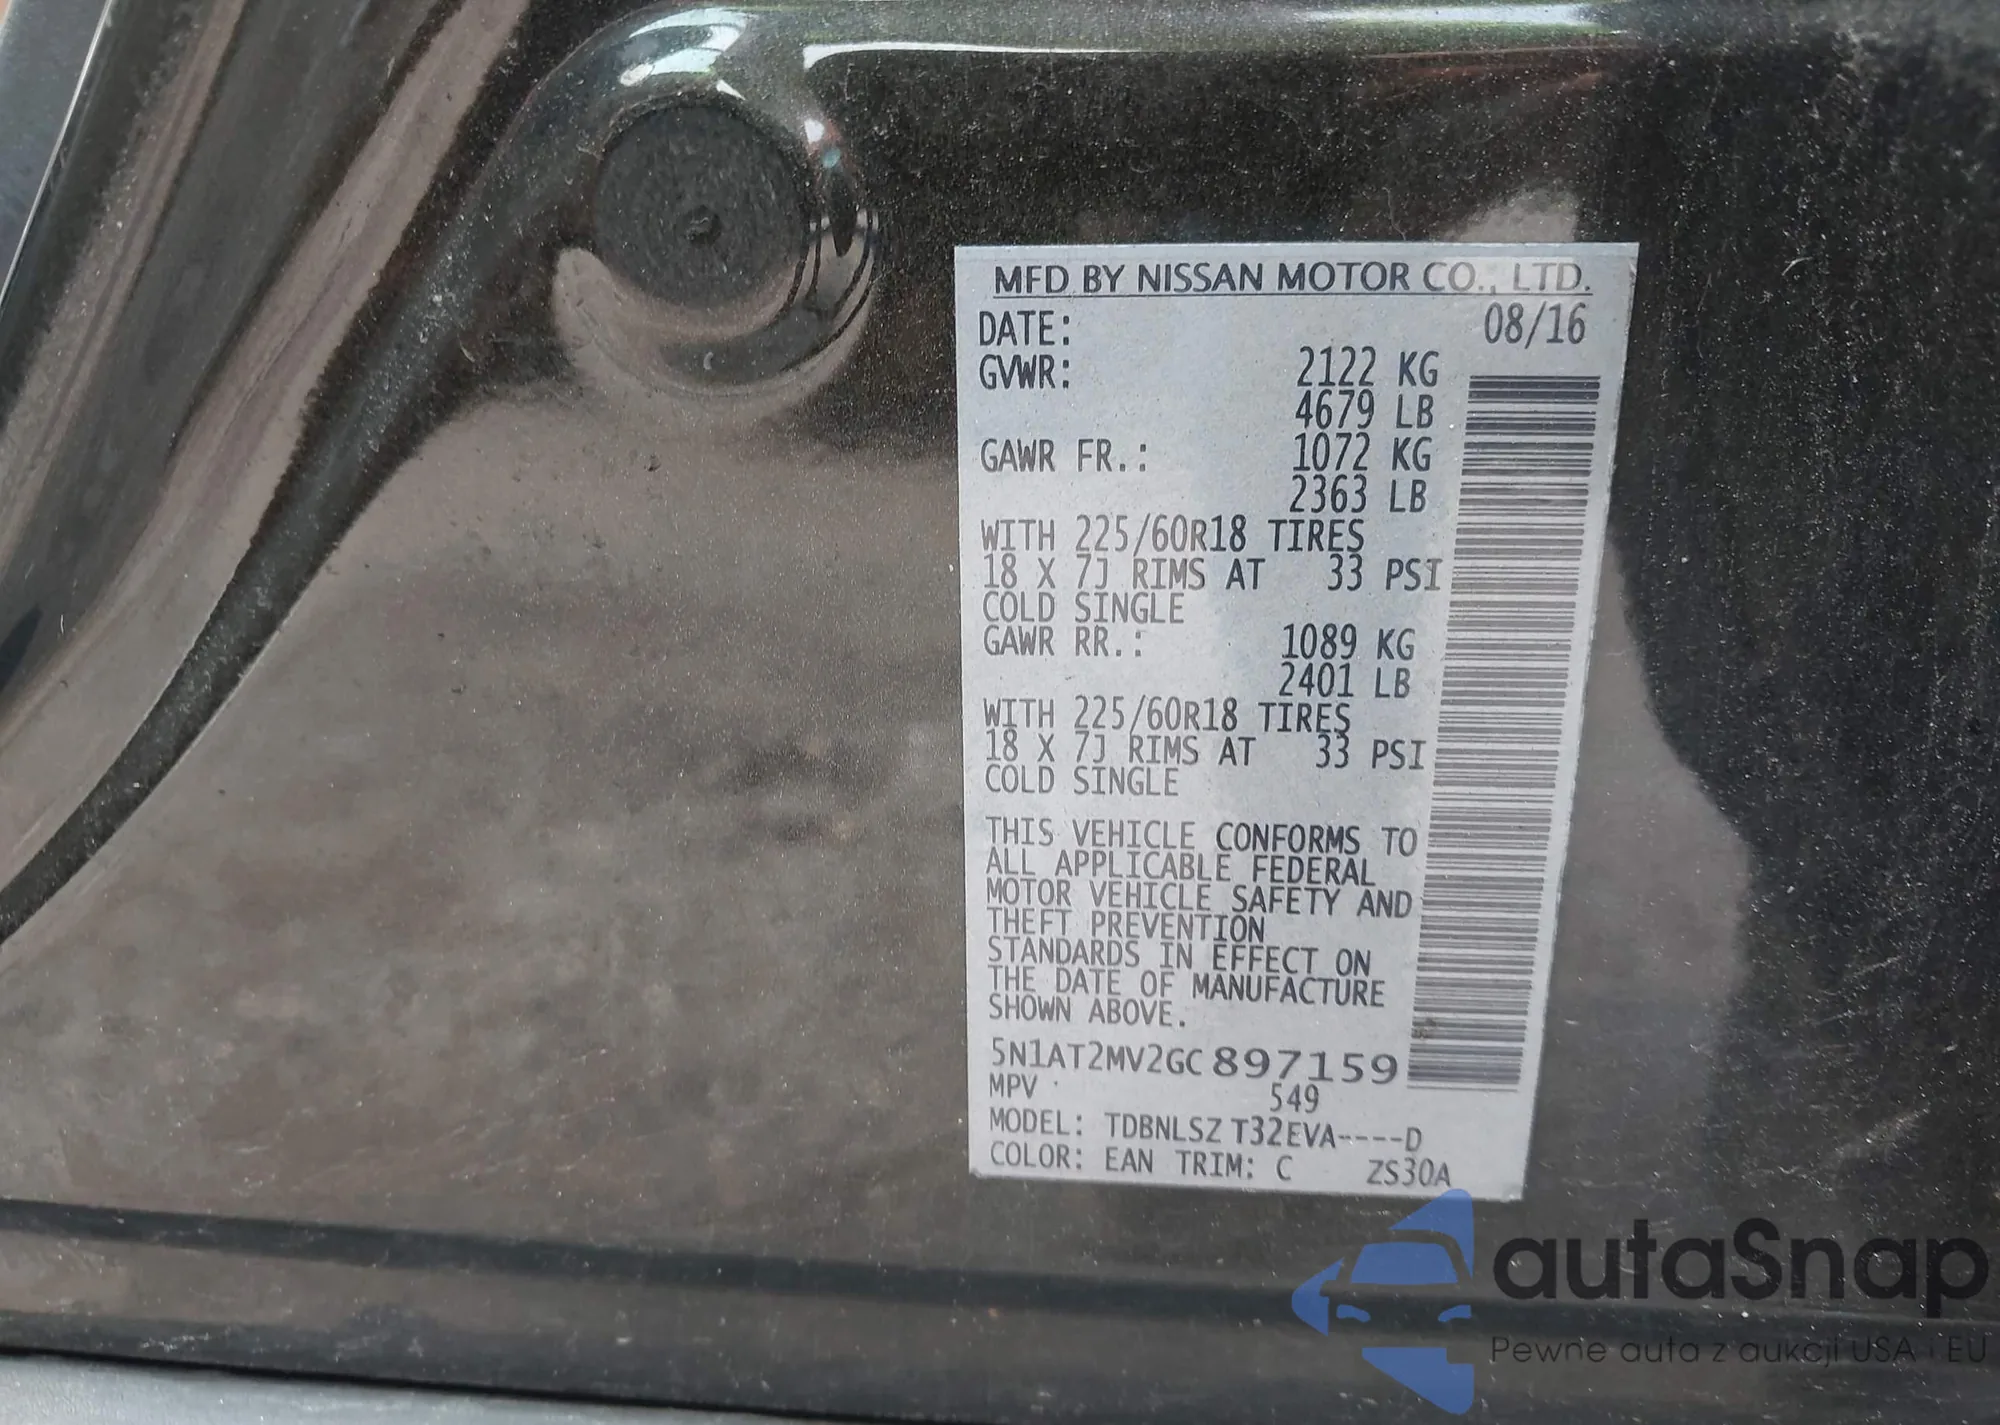 MFD BY NISSAN MOTOR CO., LTD.
DATE: 08/16
GVWR: 2122 KG
4679 LB
GAWR FR.: 1072 KG
2363 LB
WITH 225/60R18 TIRES
18 X 7J RIMS AT 33 PSI
COLD SINGLE
GAWR RR.: 1089 KG
2401 LB
WITH 225/60R18 TIRES
18 X 7J RIMS AT 33 PSI
COLD SINGLE
THIS VEHICLE CONFORMS TO
ALL APPLICABLE FEDERAL
MOTOR VEHICLE SAFETY AND
THEFT PREVENTION
STANDARDS IN EFFECT ON
THE DATE OF MANUFACTURE
SHOWN ABOVE.
5N1AT2MV2GC897159
MPV 549
MODEL: TDBNLSZ T32EVA----D
COLOR: EAN TRIM: C ZS30A
autaSnap
Pewne auta z aukcji USA i EU